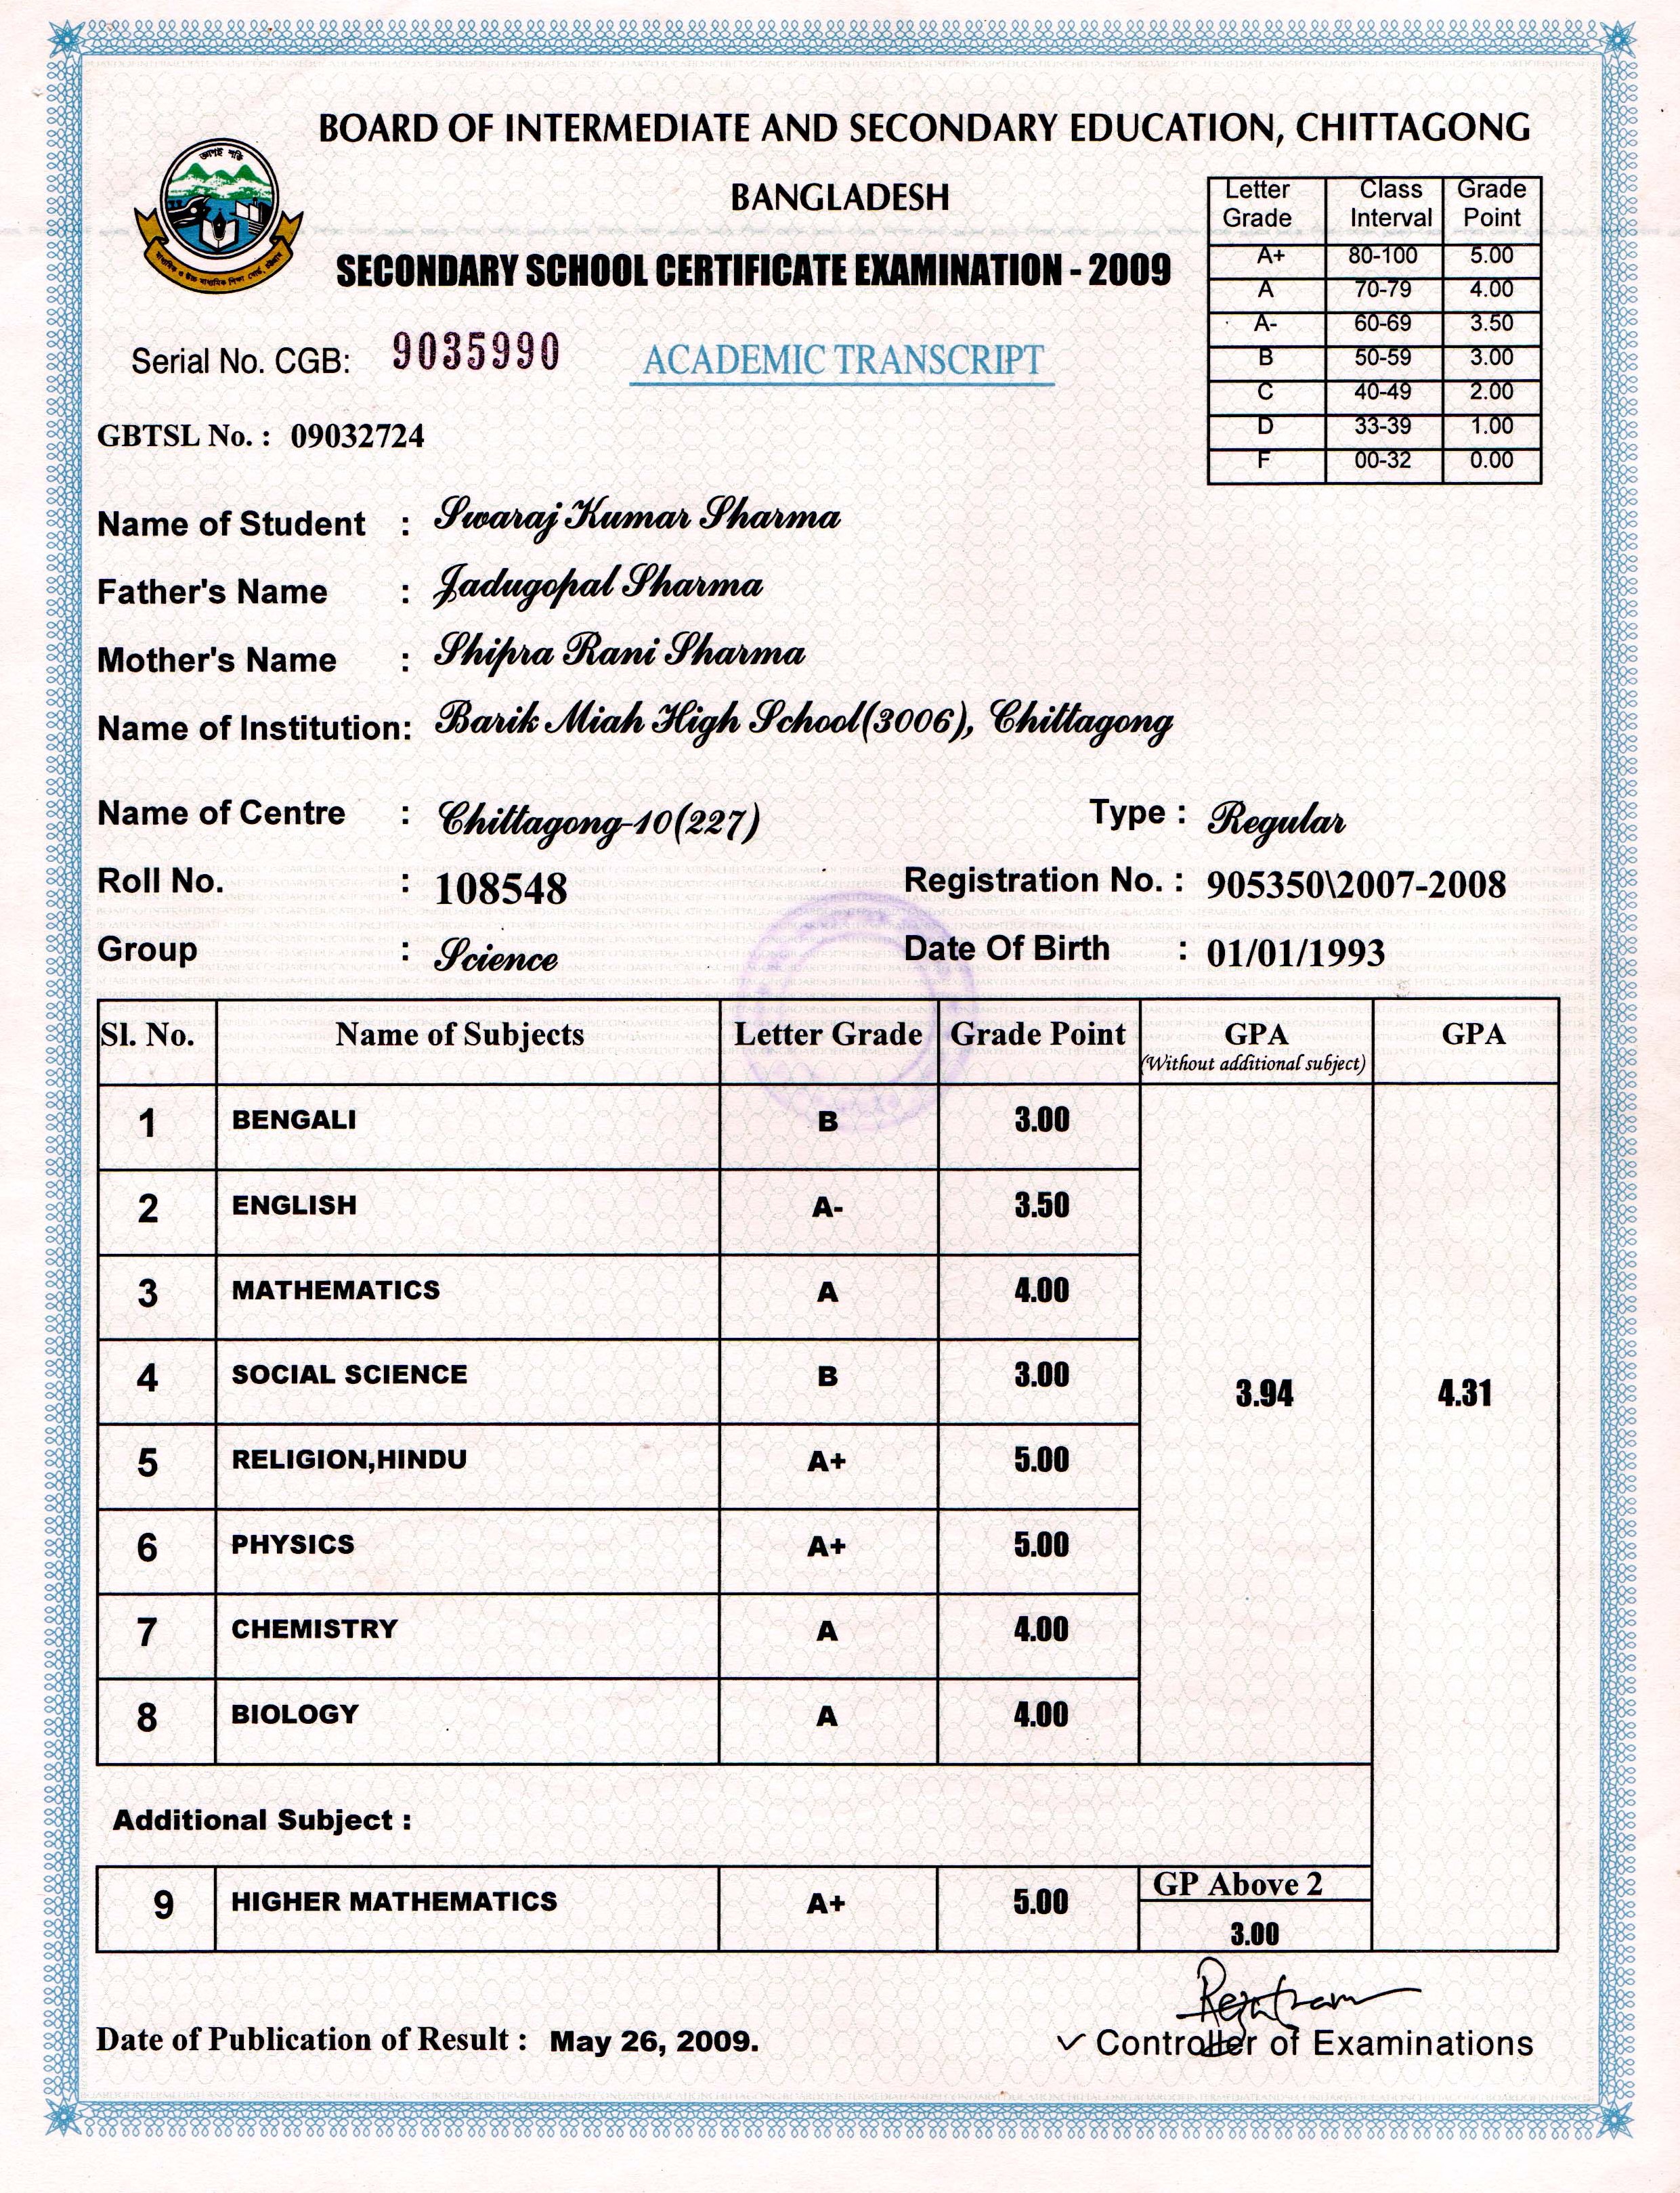 BOARD OF INTERMEDIATE AND SECONDARY EDUCATION, CHITTAGONG
BANGLADESH
SECONDARY SCHOOL CERTIFICATE EXAMINATION - 2009
Serial No. CGB: 9035990
ACADEMIC TRANSCRIPT
GBTSL No. : 09032724
Letter Grade Class Interval Grade Point
A+ 80-100 5.00
A 70-79 4.00
A- 60-69 3.50
B 50-59 3.00
C 40-49 2.00
D 33-39 1.00
F 00-32 0.00
Name of Student : Swaraj Kumar Sharma
Father's Name : Jadugopal Sharma
Mother's Name : Shipra Rani Sharma
Name of Institution: Barik Miah High School(3006), Chittagong
Name of Centre : Chittagong-10(227) Type : Regular
Roll No. : 108548 Registration No. : 905350\2007-2008
Group : Science Date Of Birth : 01/01/1993
Sl. No. Name of Subjects Letter Grade Grade Point GPA (Without additional subject) GPA
1 BENGALI B 3.00
2 ENGLISH A- 3.50
3 MATHEMATICS A 4.00
4 SOCIAL SCIENCE B 3.00
3.94 4.31
5 RELIGION,HINDU A+ 5.00
6 PHYSICS A+ 5.00
7 CHEMISTRY A 4.00
8 BIOLOGY A 4.00
Additional Subject :
9 HIGHER MATHEMATICS A+ 5.00 GP Above 2
3.00
Date of Publication of Result : May 26, 2009.
Controller of Examinations